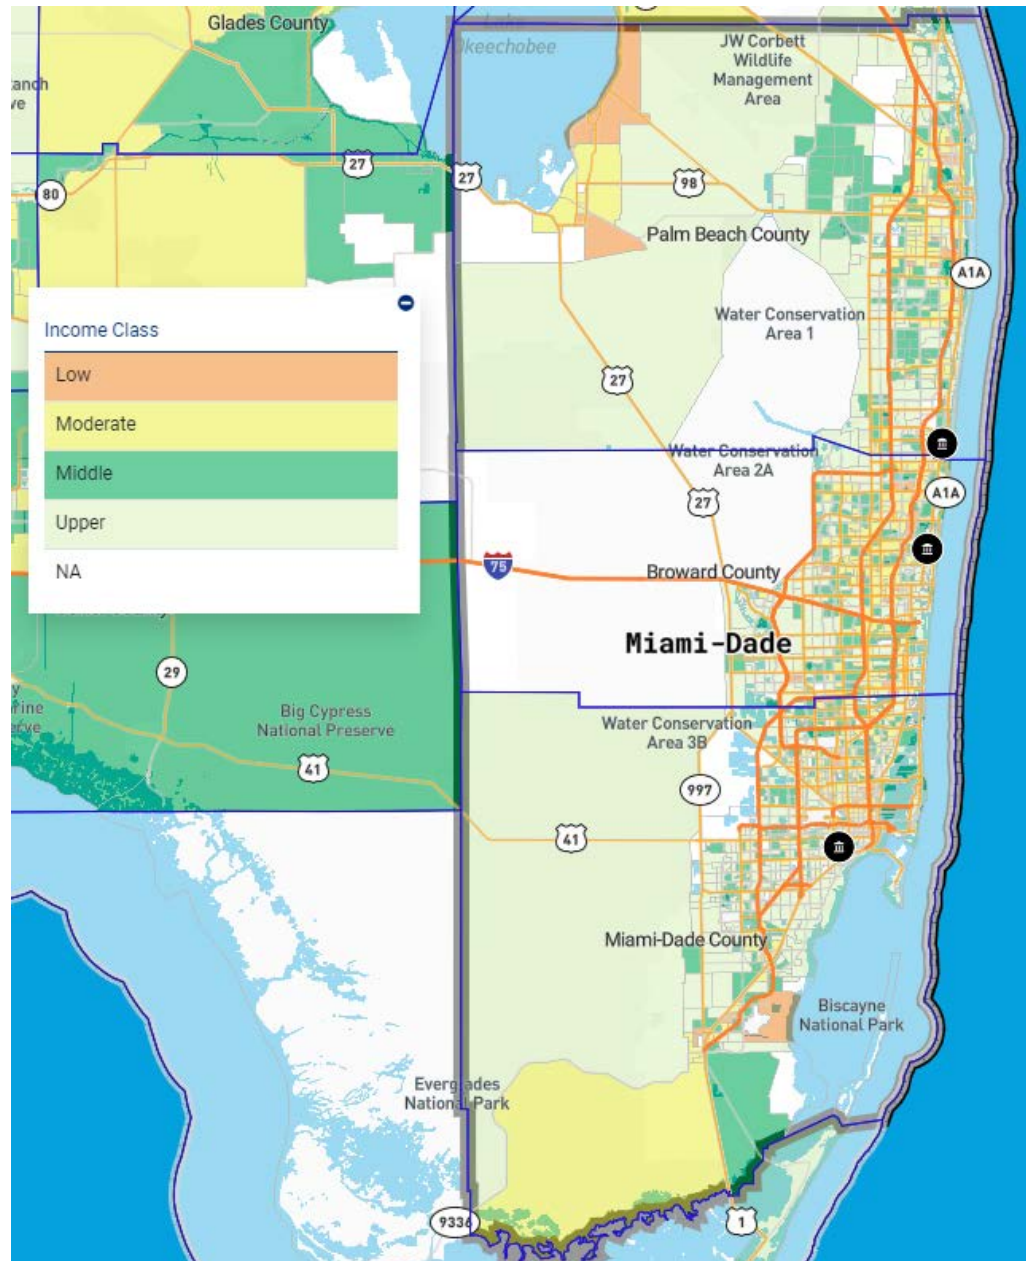 Glades County
Lake
Okeechobee
JW Corbett
Wildlife
Management
Area
27
27
80
98
Palm Beach County
A1A
Water Conservation
Area 1
Income Class
Low
Moderate
Middle
Upper
NA
27
Water Conservation
Area 2A
27
A1A
75
Broward County
Miami-Dade
29
Big Cypress
National Preserve
41
Water Conservation
Area 3B
997
41
Miami-Dade County
Biscayne
National Park
Everglades
National Park
9336
1